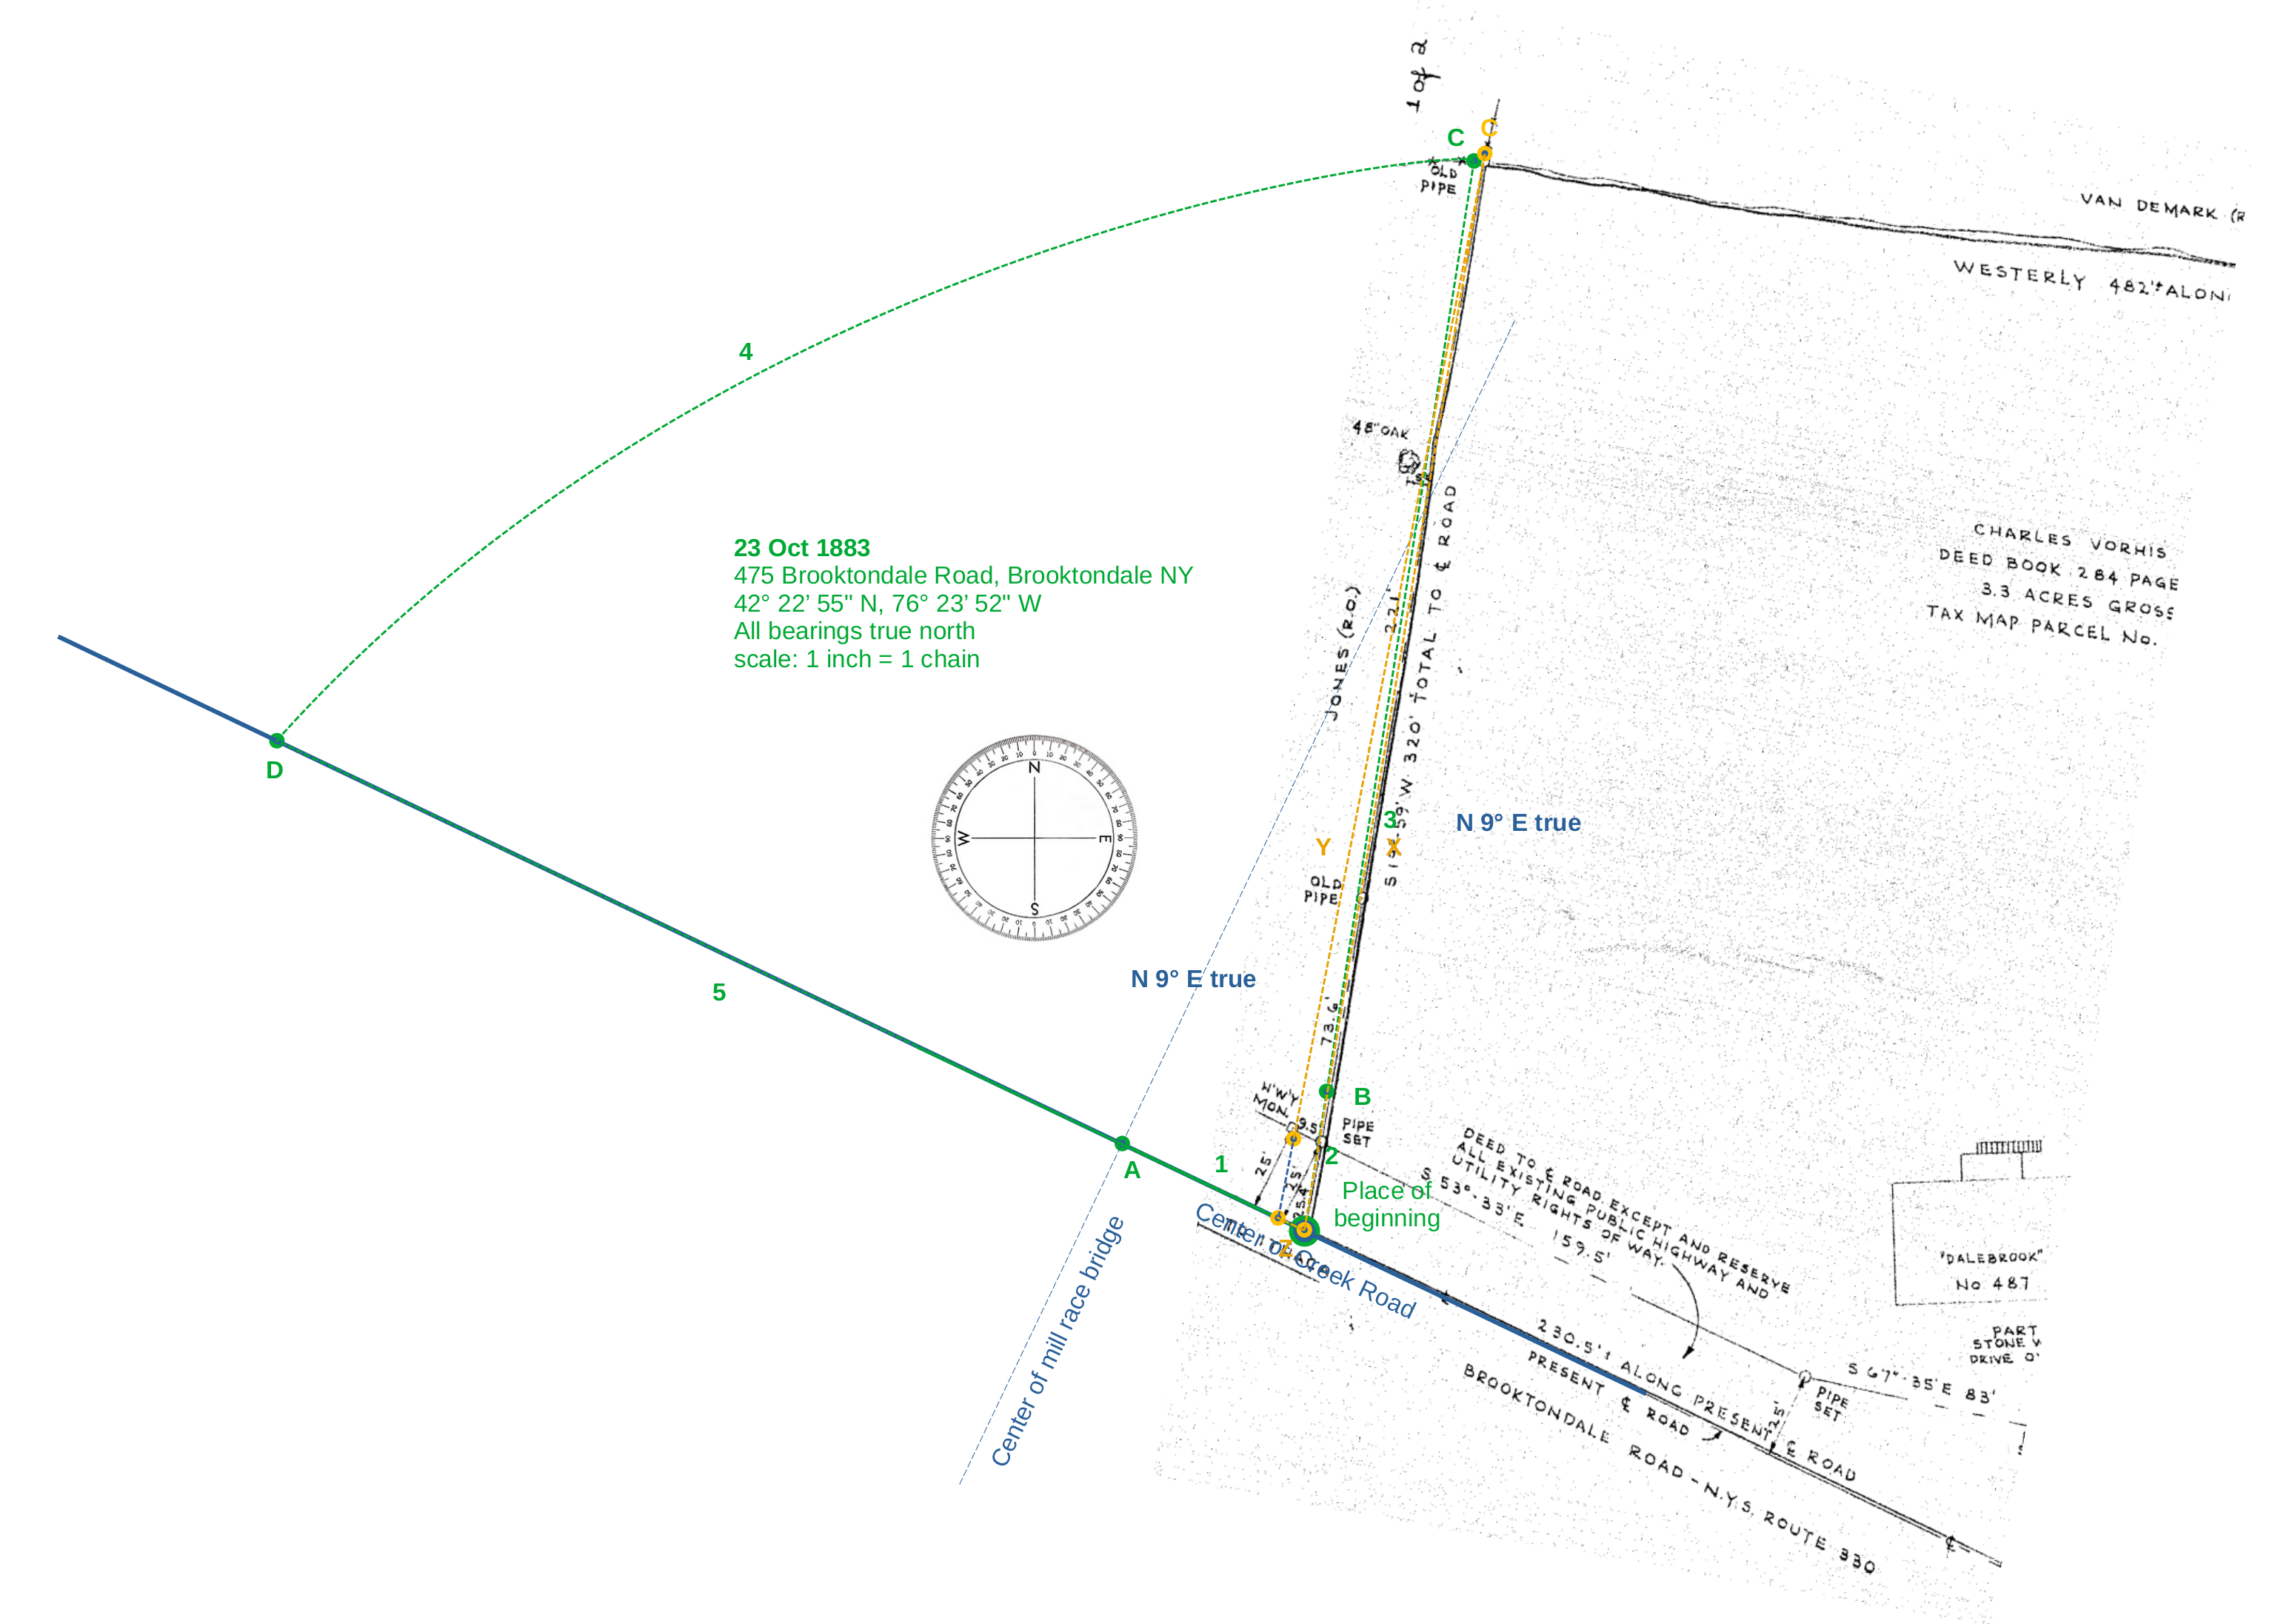 1 of 2
C
C
OLD
PIPE
VAN DEMARK (R
WESTERLY 482'± ALON
4
48" OAK
23 Oct 1883
475 Brooktondale Road, Brooktondale NY
42° 22’ 55" N, 76° 23’ 52" W
All bearings true north
scale: 1 inch = 1 chain
CHARLES VORHIS
DEED BOOK 284 PAGE
3.3 ACRES GROSS
TAX MAP PARCEL No.
JONES (R.O.)
221'
320' TOTAL TO ℄ ROAD
D
N
W
E
S
3
N 9° E true
Y
X
OLD
PIPE
N 9° E true
5
73.6'
B
H'W'Y
MON.
9.5
PIPE
SET
A
1
2
25'
25'
25.4'
Place of
beginning
DEED TO ℄ ROAD EXCEPT AND RESERVE
ALL EXISTING PUBLIC HIGHWAY AND
UTILITY RIGHTS OF WAY.
S 53°-33'E
159.5'
Z
Center of Creek Road
Center of mill race bridge
"DALEBROOK"
No 487
PART
STONE W
DRIVE O'
S 67°-35'E 83'
PIPE
SET
25'
230.5'± ALONG PRESENT ℄ ROAD
PRESENT ℄ ROAD
BROOKTONDALE ROAD - N.Y.S. ROUTE 330
℄
℄